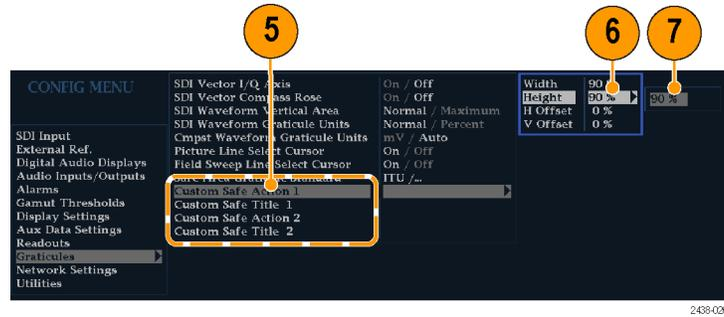 5
6
7
CONFIG MENU
SDI Input
External Ref.
Digital Audio Displays
Audio Inputs/Outputs
Alarms
Gamut Thresholds
Display Settings
Aux Data Settings
Readouts
Graticules
Network Settings
Utilities
SDI Vector I/Q Axis On / Off
SDI Vector Compass Rose On / Off
SDI Waveform Vertical Area Normal / Maximum
SDI Waveform Graticule Units Normal / Percent
Cmpst Waveform Graticule Units mV / Auto
Picture Line Select Cursor On / Off
Field Sweep Line Select Cursor On / Off
Safe Area Graticule Standard ITU /...
Custom Safe Action 1
Custom Safe Title 1
Custom Safe Action 2
Custom Safe Title 2
Width 90
Height 90 %
H Offset 0 %
V Offset 0 %
90 %